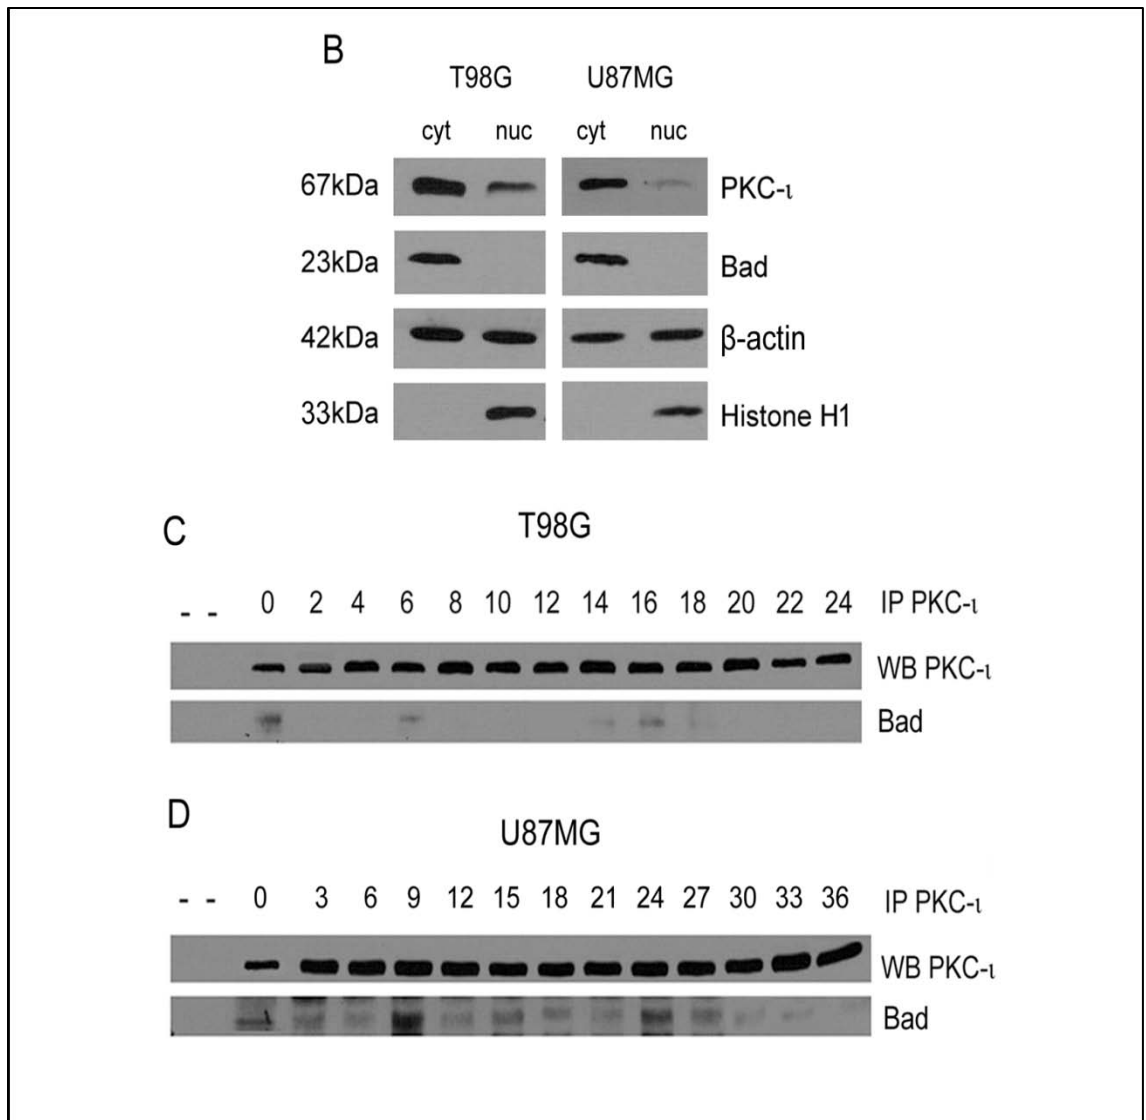 B
T98G U87MG
cyt nuc cyt nuc
67kDa PKC-ι
23kDa Bad
42kDa β-actin
33kDa Histone H1
C
T98G
- - 0 2 4 6 8 10 12 14 16 18 20 22 24 IP PKC-ι
WB PKC-ι
Bad
D
U87MG
- - 0 3 6 9 12 15 18 21 24 27 30 33 36 IP PKC-ι
WB PKC-ι
Bad